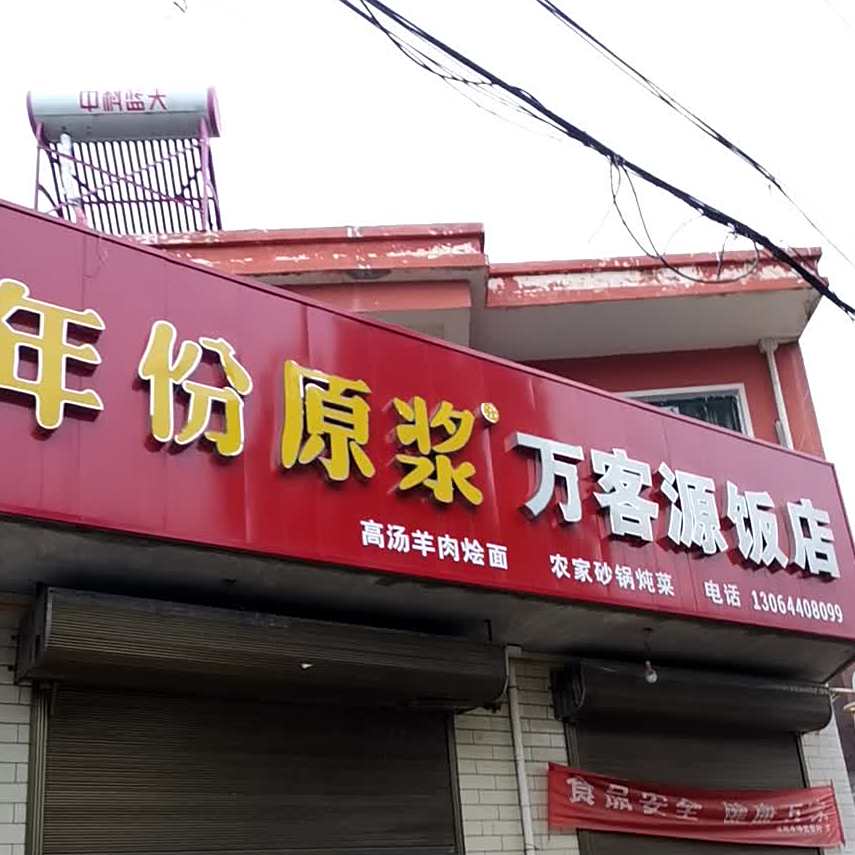 中科蓝天
年份原浆
万客源饭店
高汤羊肉烩面 农家砂锅炖菜 电话 13064408099
食品安全